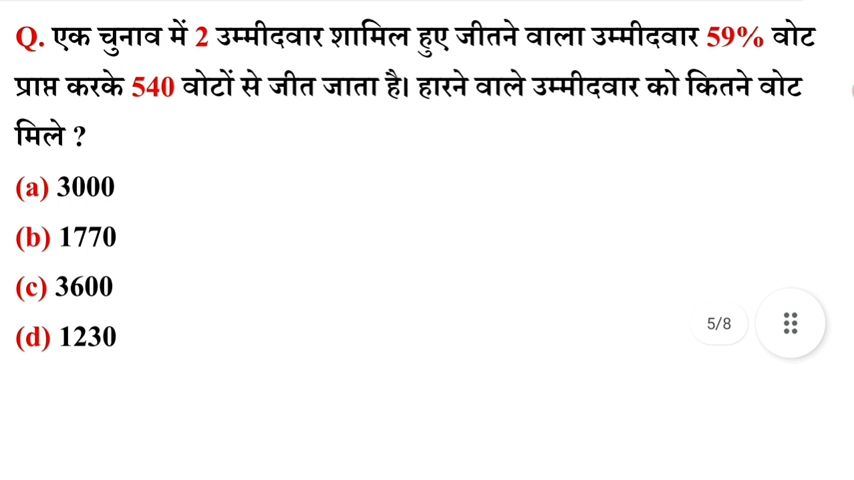 Q. एक चुनाव में 2 उम्मीदवार शामिल हुए जीतने वाला उम्मीदवार 59% वोट
प्राप्त करके 540 वोटों से जीत जाता है। हारने वाले उम्मीदवार को कितने वोट
मिले ?
(a) 3000
(b) 1770
(c) 3600
(d) 1230
5/8